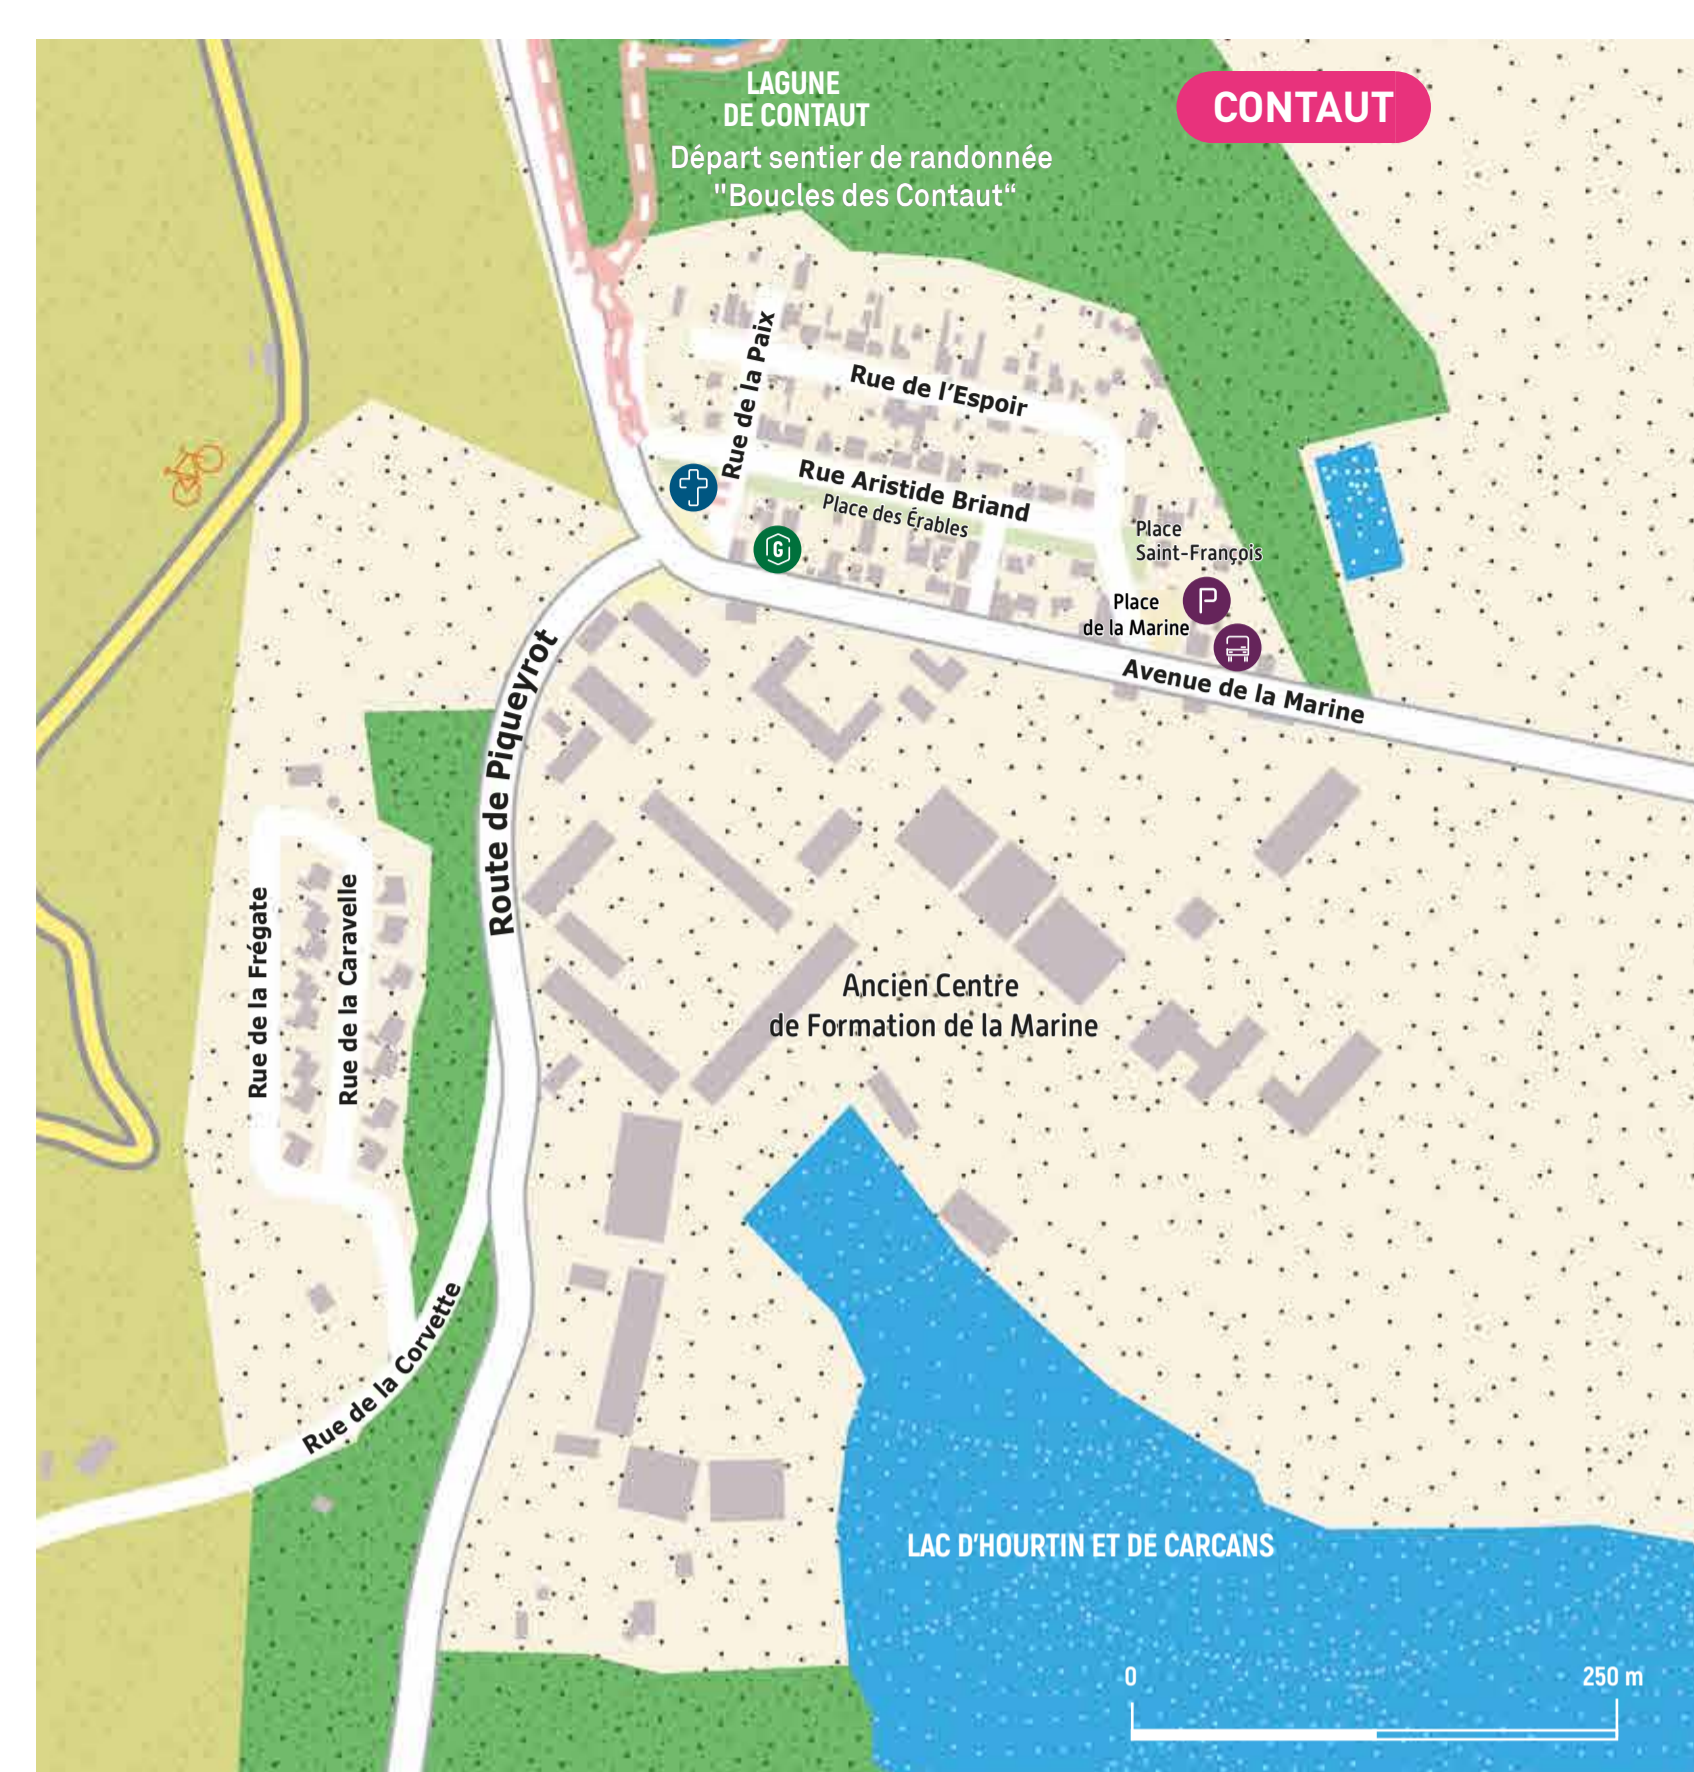 LAGUNE
DE CONTAUT
Départ sentier de randonnée
"Boucles des Contaut“
CONTAUT
Rue de la Paix
Rue de l'Espoir
Rue Aristide Briand
Place des Érables
G
Place
Saint-François
P
Place
de la Marine
Avenue de la Marine
Route de Piqueyrot
Rue de la Frégate
Rue de la Caravelle
Ancien Centre
de Formation de la Marine
Rue de la Corvette
LAC D'HOURTIN ET DE CARCANS
0 250 m